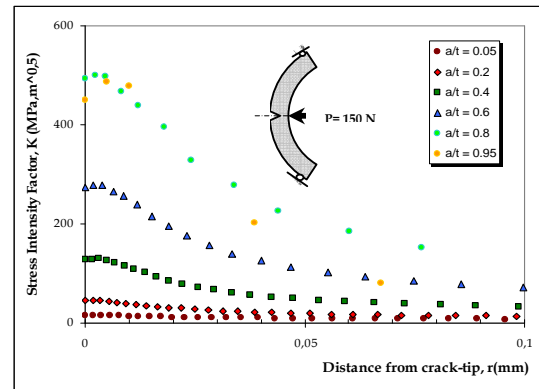 Stress Intensity Factor, K (MPa,m^0,5)
600
400
200
0
0
0,05
0,1
Distance from crack-tip, r(mm)
P= 150 N
a/t = 0.05
a/t = 0.2
a/t = 0.4
a/t = 0.6
a/t = 0.8
a/t = 0.95